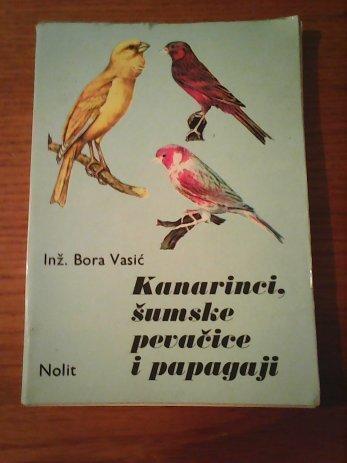 Inž. Bora Vasić
Kanarinci,
šumske
pevačice
i papagaji
Nolit